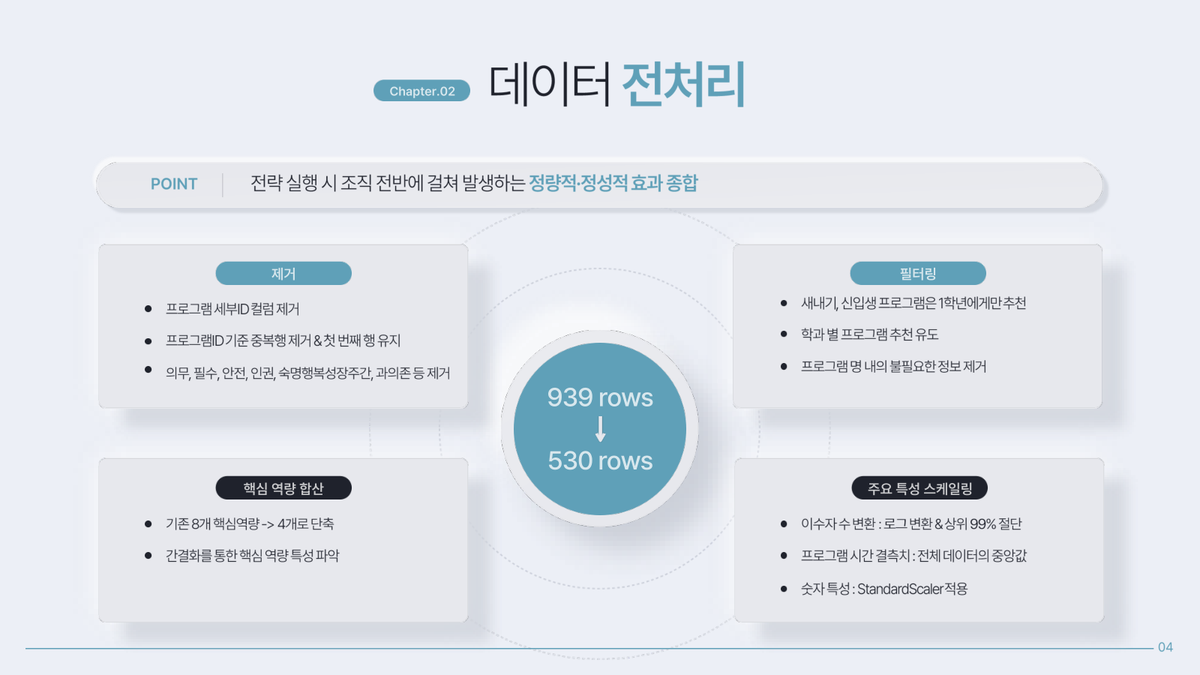 Chapter.02 데이터 전처리
POINT 전략 실행 시 조직 전반에 걸쳐 발생하는 정량적·정성적 효과 종합
제거
프로그램 세부ID 컬럼 제거
프로그램ID 기준 중복행 제거 & 첫 번째 행 유지
의무, 필수, 안전, 인권, 숙명행복성장주간, 과의존 등 제거
필터링
새내기, 신입생 프로그램은 1학년에게만 추천
학과 별 프로그램 추천 유도
프로그램 명 내의 불필요한 정보 제거
939 rows
↓
530 rows
핵심 역량 합산
기존 8개 핵심역량 -> 4개로 단축
간결화를 통한 핵심 역량 특성 파악
주요 특성 스케일링
이수자 수 변환 : 로그 변환 & 상위 99% 절단
프로그램 시간 결측치 : 전체 데이터의 중앙값
숫자 특성 : StandardScaler 적용
04